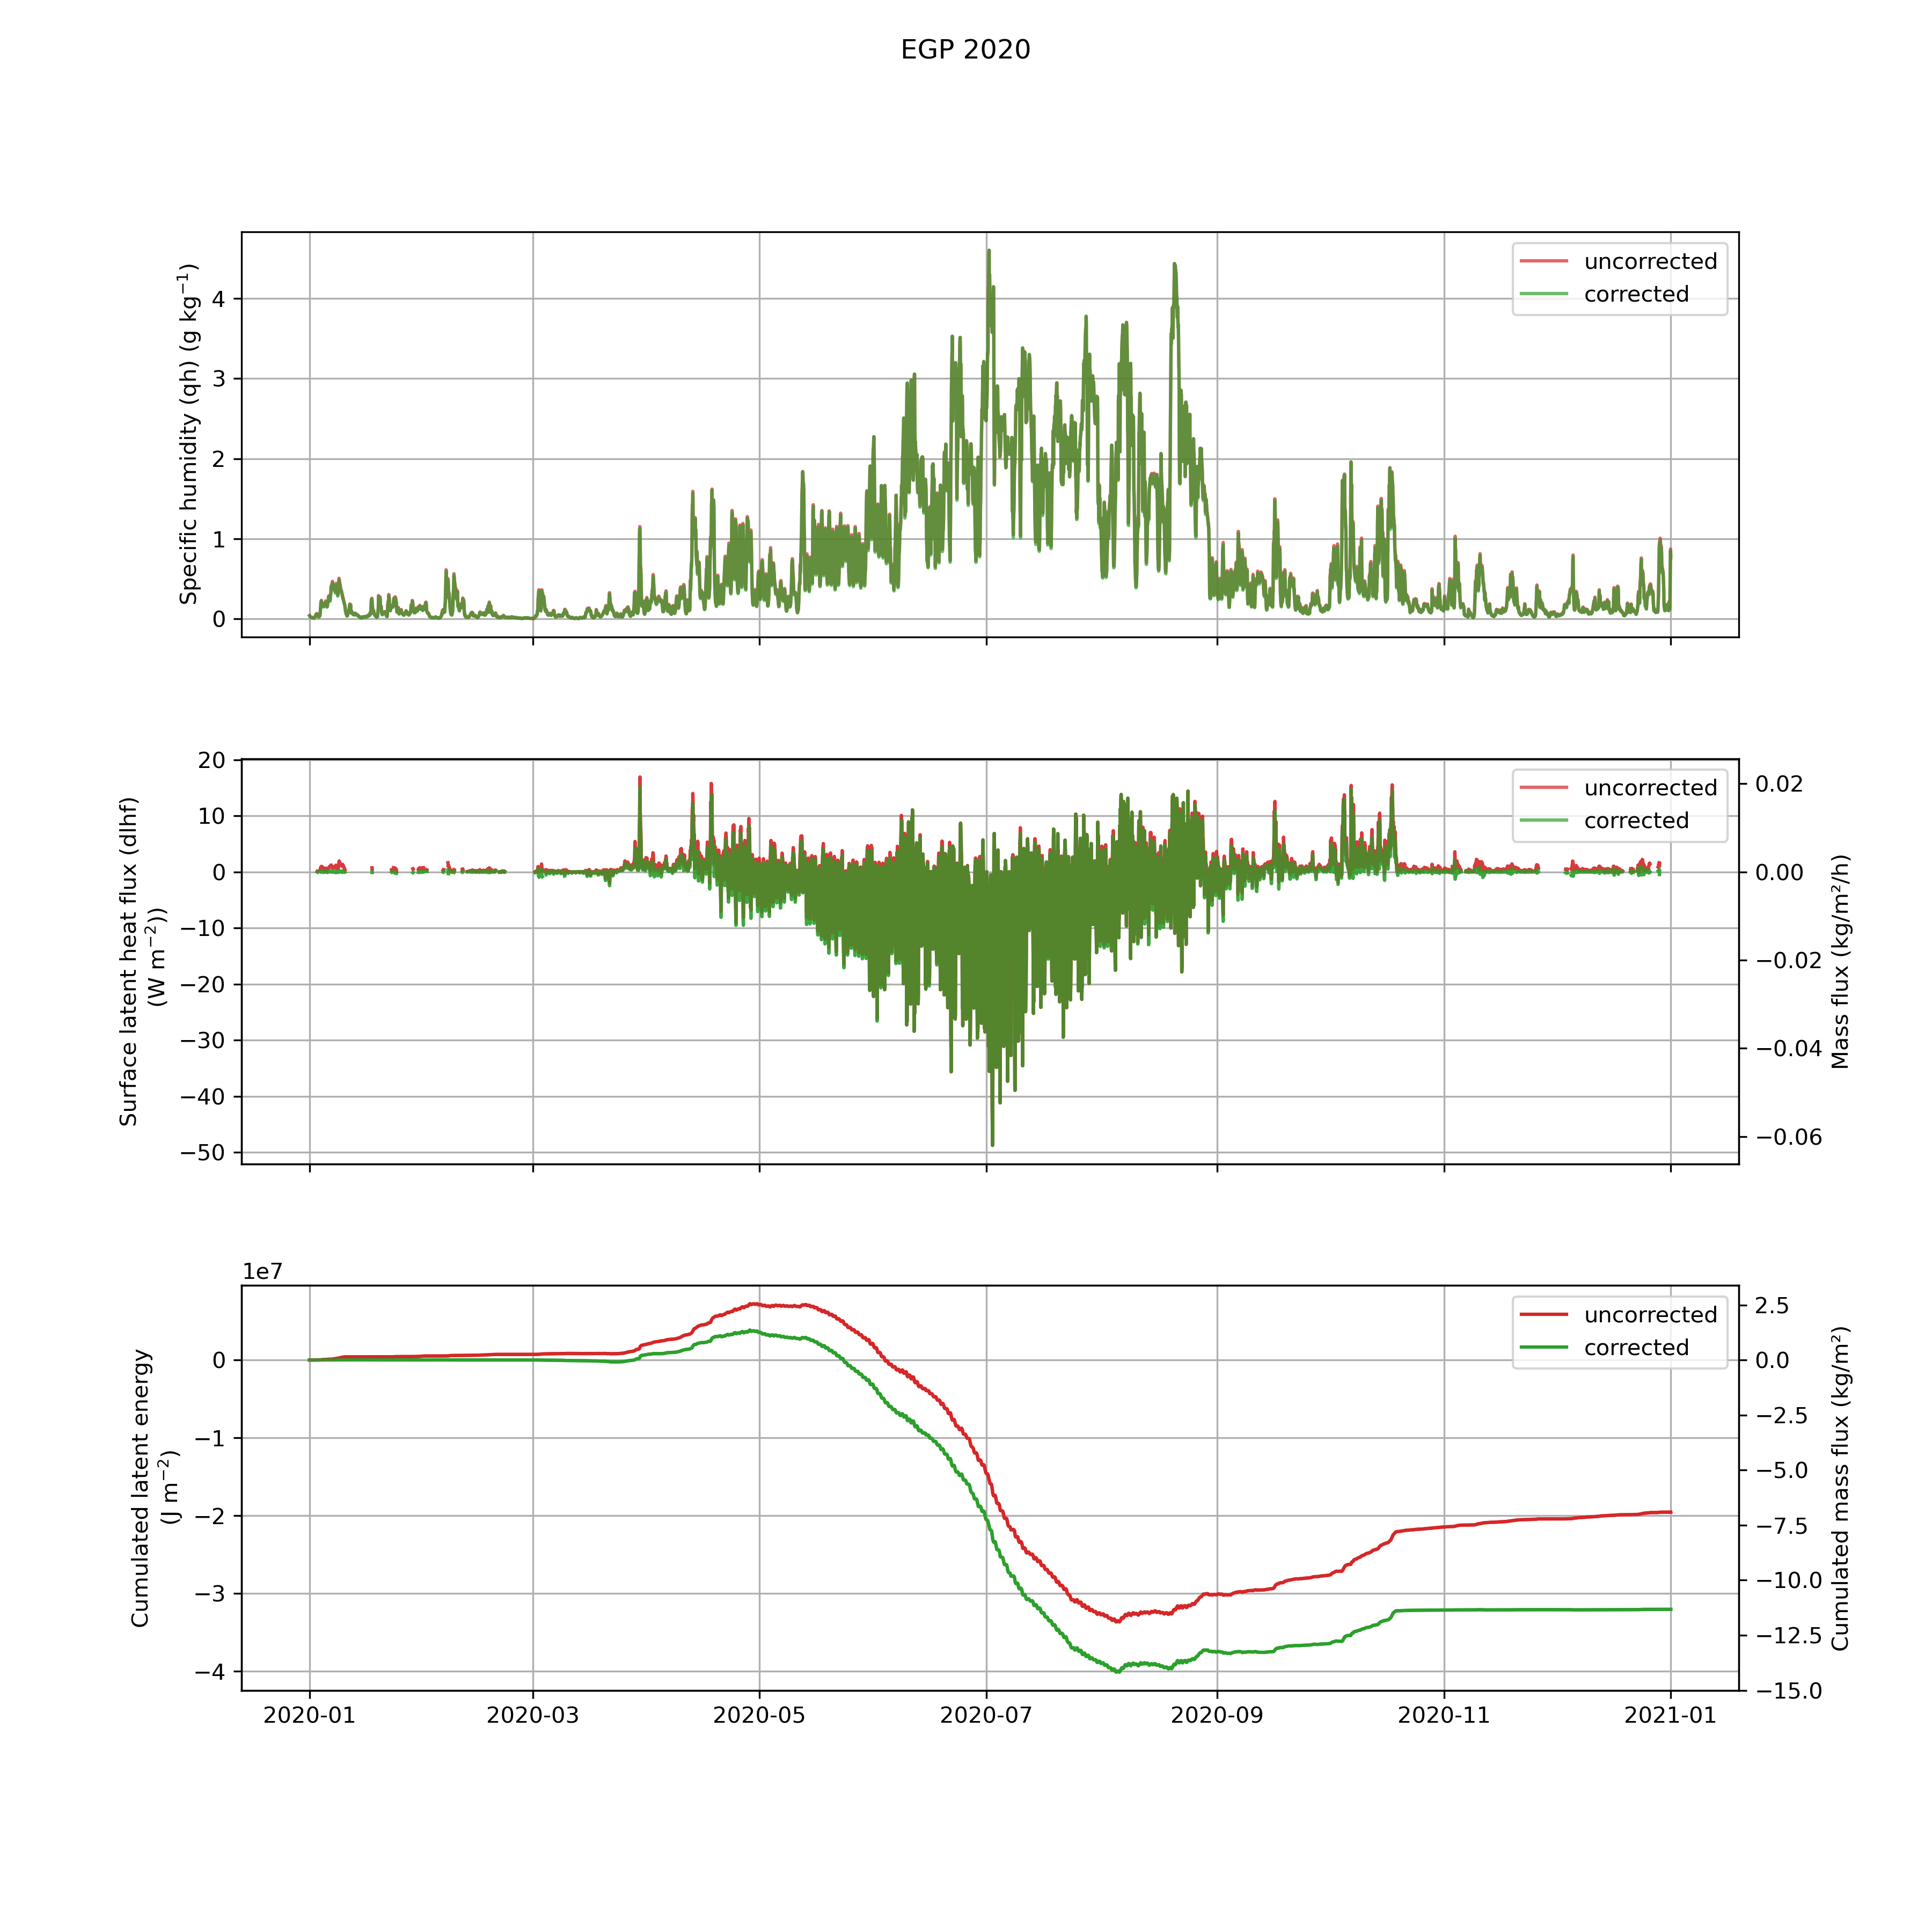 EGP 2020
Specific humidity (qh) (g kg⁻¹)
4
3
2
1
0
uncorrected
corrected
Surface latent heat flux (dlhf)
(W m⁻²))
20
10
0
−10
−20
−30
−40
−50
uncorrected
corrected
0.02
0.00
−0.02
−0.04
−0.06
Mass flux (kg/m²/h)
1e7
Cumulated latent energy
(J m⁻²)
0
−1
−2
−3
−4
uncorrected
corrected
2.5
0.0
−2.5
−5.0
−7.5
−10.0
−12.5
−15.0
Cumulated mass flux (kg/m²)
2020-01 2020-03 2020-05 2020-07 2020-09 2020-11 2021-01